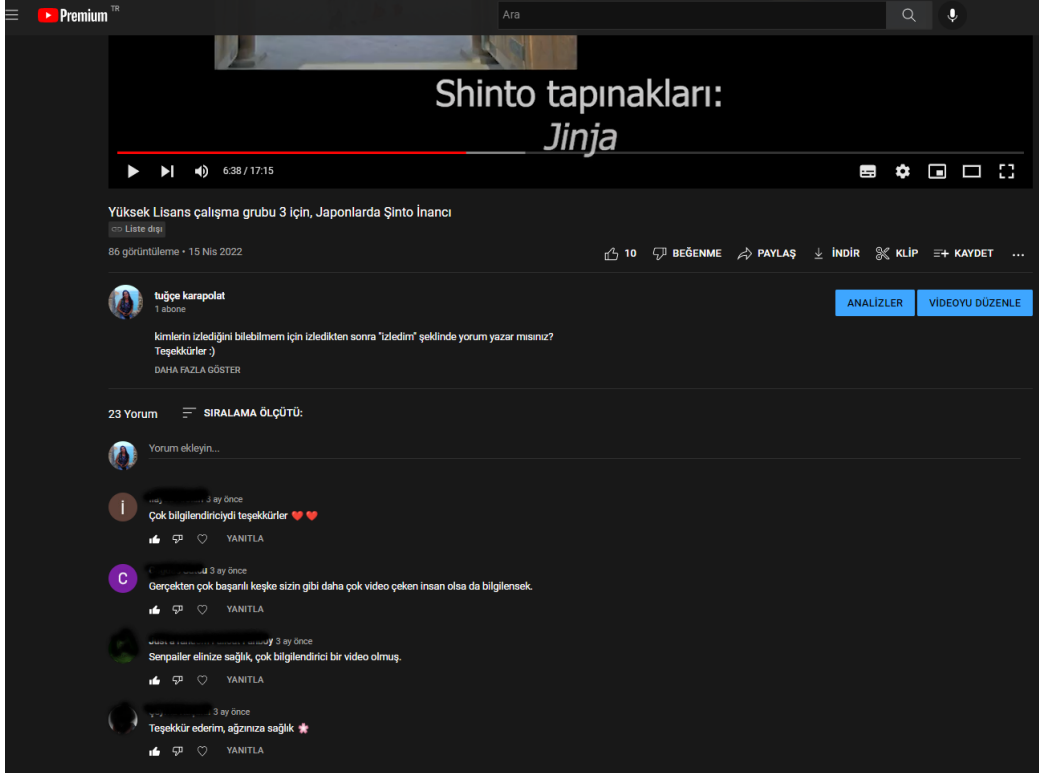 Premium TR
Ara
Shinto tapınakları:
Jinja
6:38 / 17:15
Yüksek Lisans çalışma grubu 3 için, Japonlarda Şinto İnancı
Liste dışı
86 görüntüleme • 15 Nis 2022
10 BEĞENME PAYLAŞ İNDİR KLİP KAYDET ...
tuğçe karapolat
1 abone
ANALİZLER VİDEOYU DÜZENLE
kimlerin izlediğini bilebilmem için izledikten sonra "izledim" şeklinde yorum yazar mısınız?
Teşekkürler :)
DAHA FAZLA GÖSTER
23 Yorum SIRALAMA ÖLÇÜTÜ:
Yorum ekleyin...
i
3 ay önce
Çok bilgilendiriciydi teşekkürler ❤️ ❤️
YANITLA
C
3 ay önce
Gerçekten çok başarılı keşke sizin gibi daha çok video çeken insan olsa da bilgilensek.
YANITLA
3 ay önce
Senpailer elinize sağlık, çok bilgilendirici bir video olmuş.
YANITLA
3 ay önce
Teşekkür ederim, ağzınıza sağlık 🌸
YANITLA